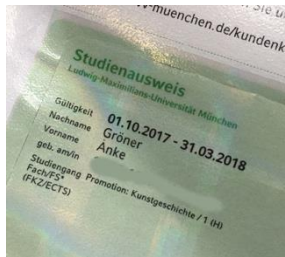 y-muenchen.de/kundenk
Studienausweis
Ludwig-Maximilians-Universität München
Gültigkeit 01.10.2017 - 31.03.2018
Nachname Gröner
Vorname Anke
geb. am/in
Studiengang Promotion: Kunstgeschichte / 1 (H)
Fach/FS*
(FKZ/ECTS)